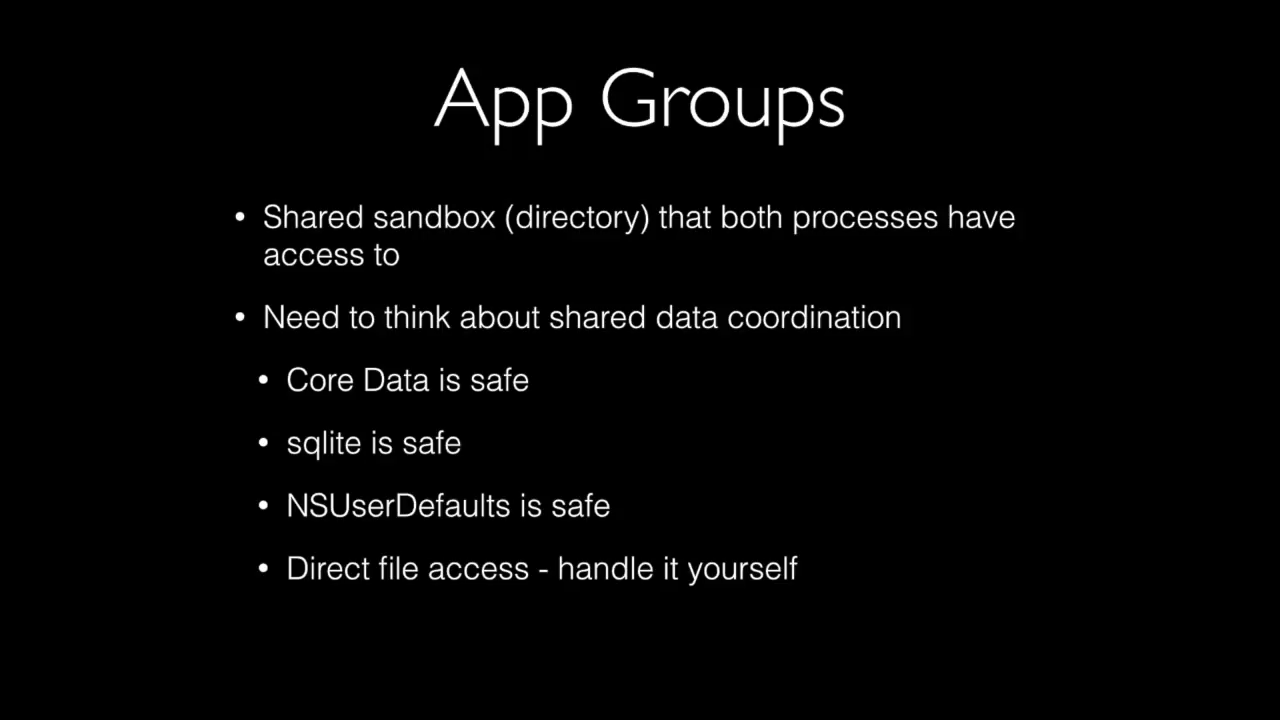 App Groups
• Shared sandbox (directory) that both processes have
access to
• Need to think about shared data coordination
• Core Data is safe
• sqlite is safe
• NSUserDefaults is safe
• Direct file access - handle it yourself